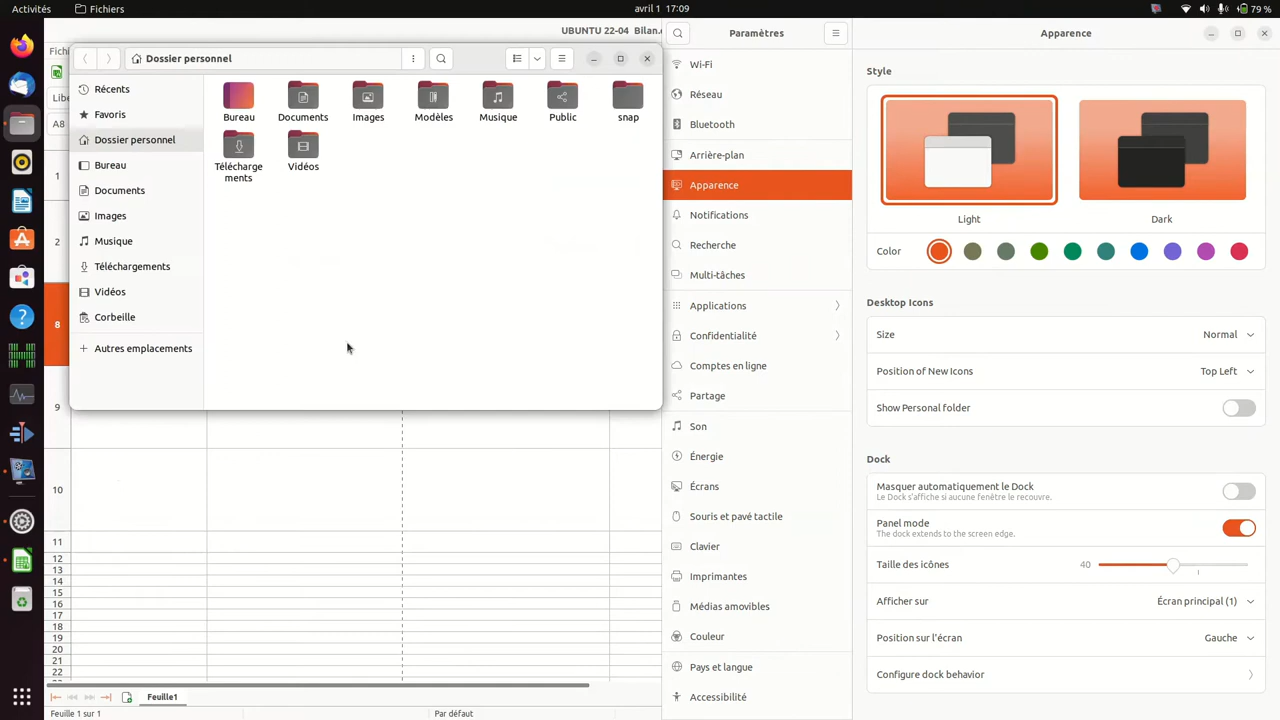 Activités
Fichiers
avril 1 17:09
79 %
UBUNTU 22-04 Bilan.
Fichi
Libe
A8
1
2
8
9
10
11
12
13
14
15
16
17
18
19
20
21
22
Feuille1
Feuille 1 sur 1
Par défaut
Dossier personnel
Récents
Favoris
Dossier personnel
Bureau
Documents
Images
Musique
Téléchargements
Vidéos
Corbeille
Autres emplacements
Bureau
Documents
Images
Modèles
Musique
Public
snap
Télécharge
ments
Vidéos
Paramètres
Wi-Fi
Réseau
Bluetooth
Arrière-plan
Apparence
Notifications
Recherche
Multi-tâches
Applications
Confidentialité
Comptes en ligne
Partage
Son
Énergie
Écrans
Souris et pavé tactile
Clavier
Imprimantes
Médias amovibles
Couleur
Pays et langue
Accessibilité
Apparence
Style
Light
Dark
Color
Desktop Icons
Size
Normal
Position of New Icons
Top Left
Show Personal folder
Dock
Masquer automatiquement le Dock
Le Dock s'affiche si aucune fenêtre le recouvre.
Panel mode
The dock extends to the screen edge.
Taille des icônes
40
Afficher sur
Écran principal (1)
Position sur l'écran
Gauche
Configure dock behavior